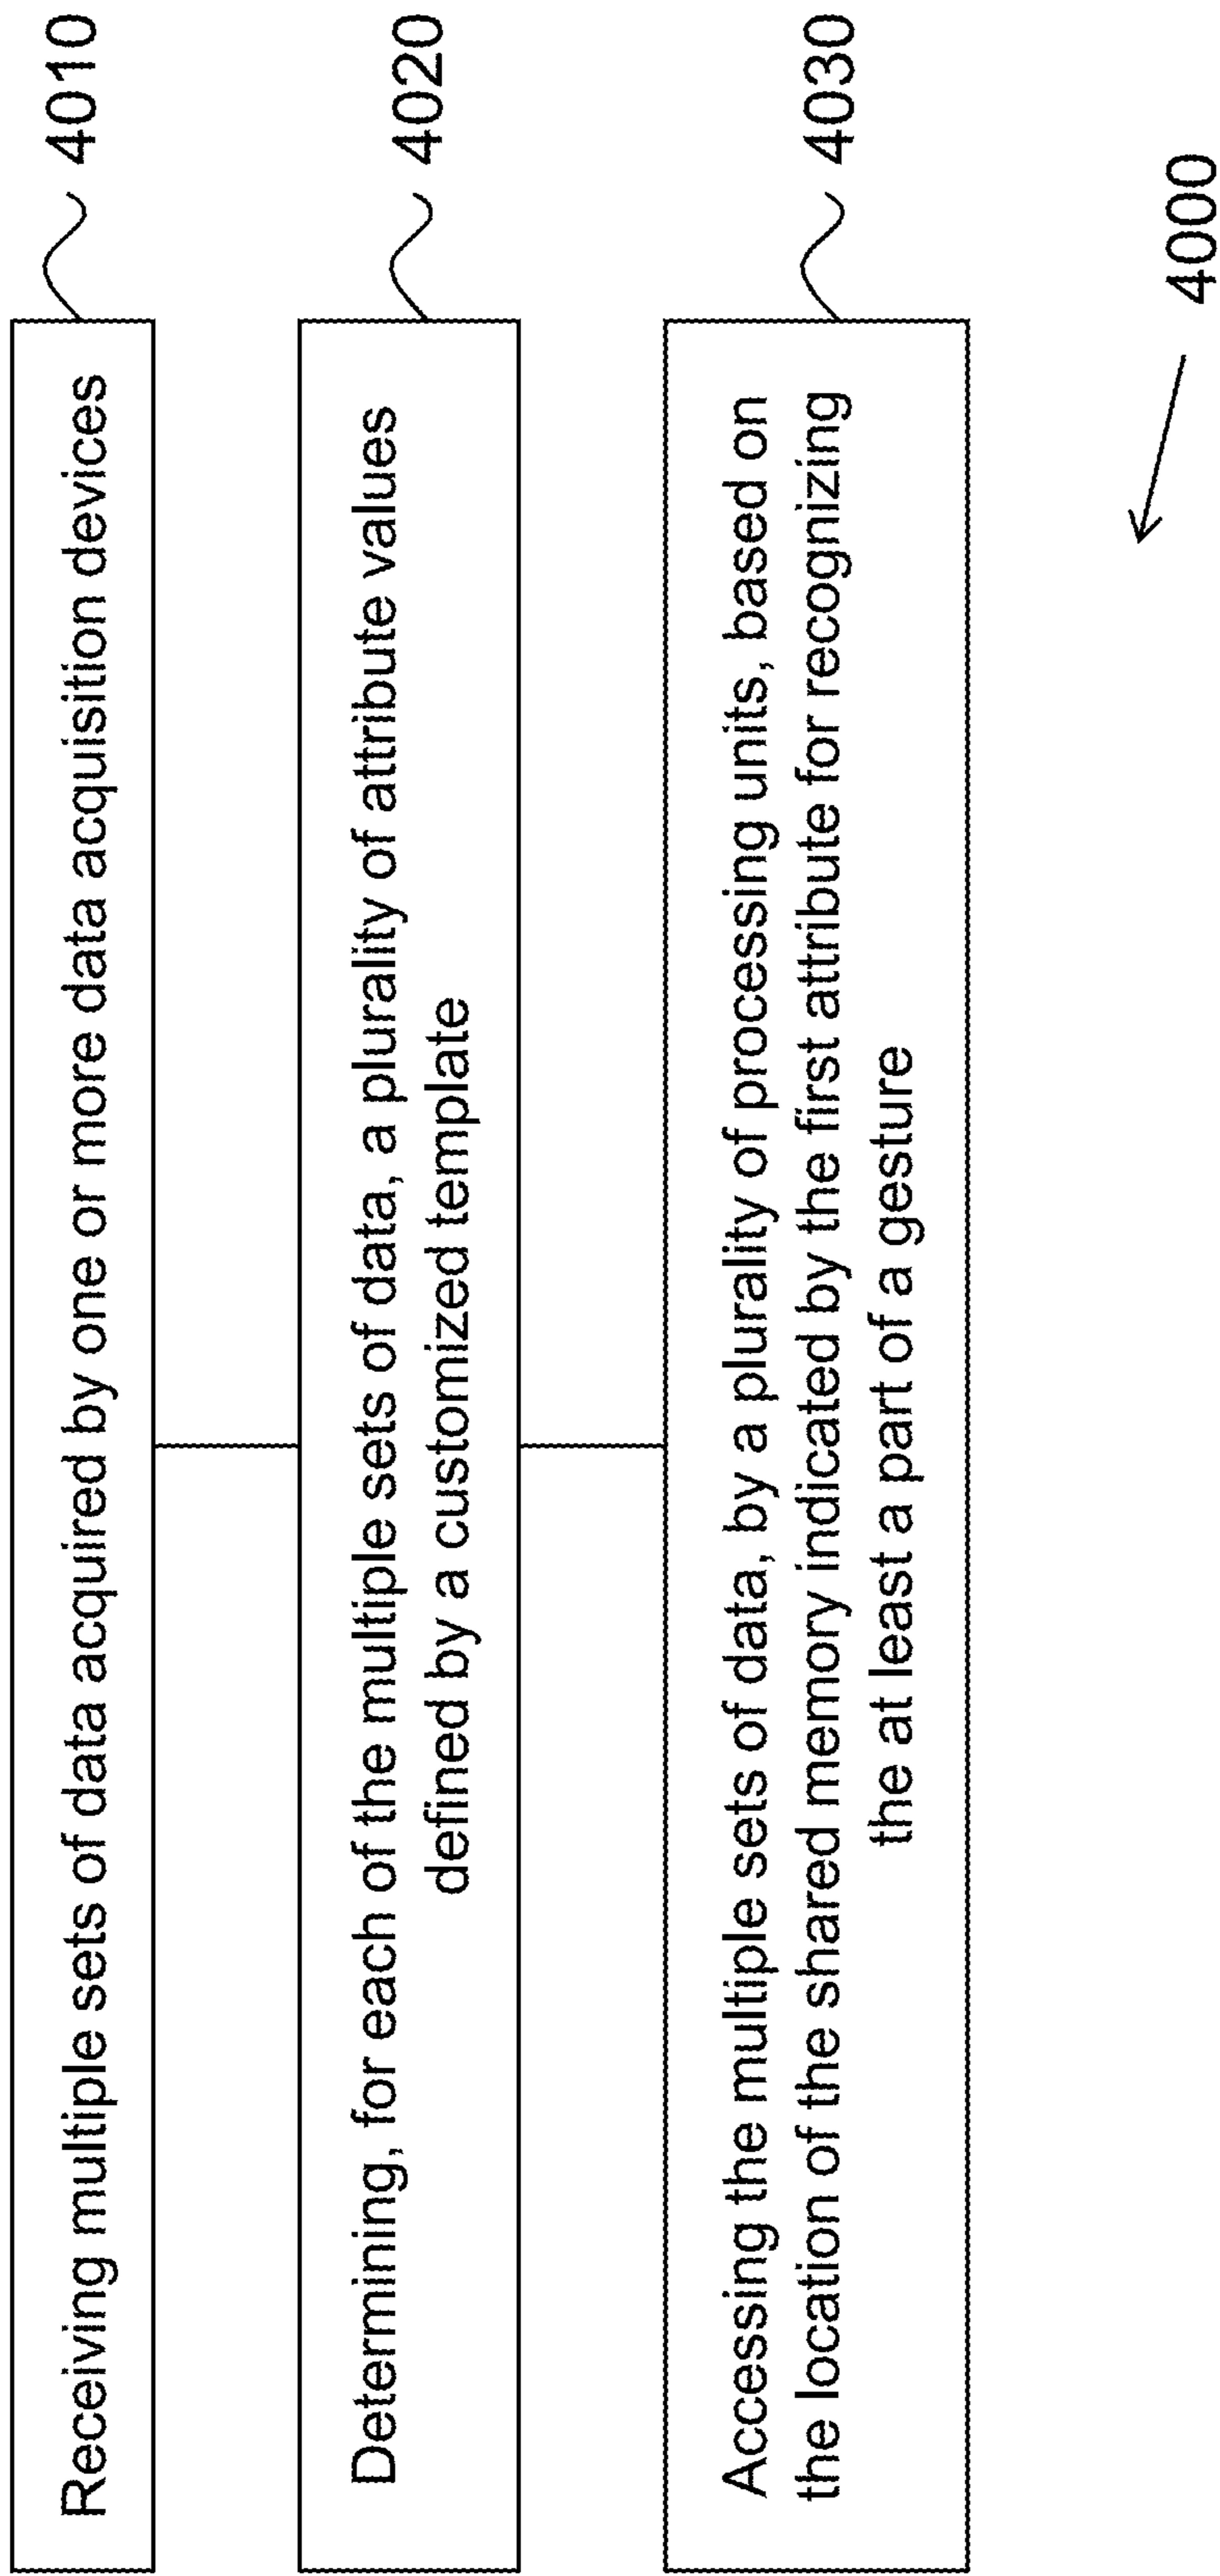 Receiving multiple sets of data acquired by one or more data acquisition devices
4010
Determining, for each of the multiple sets of data, a plurality of attribute values
defined by a customized template
4020
Accessing the multiple sets of data, by a plurality of processing units, based on
the location of the shared memory indicated by the first attribute for recognizing
the at least a part of a gesture
4030
4000